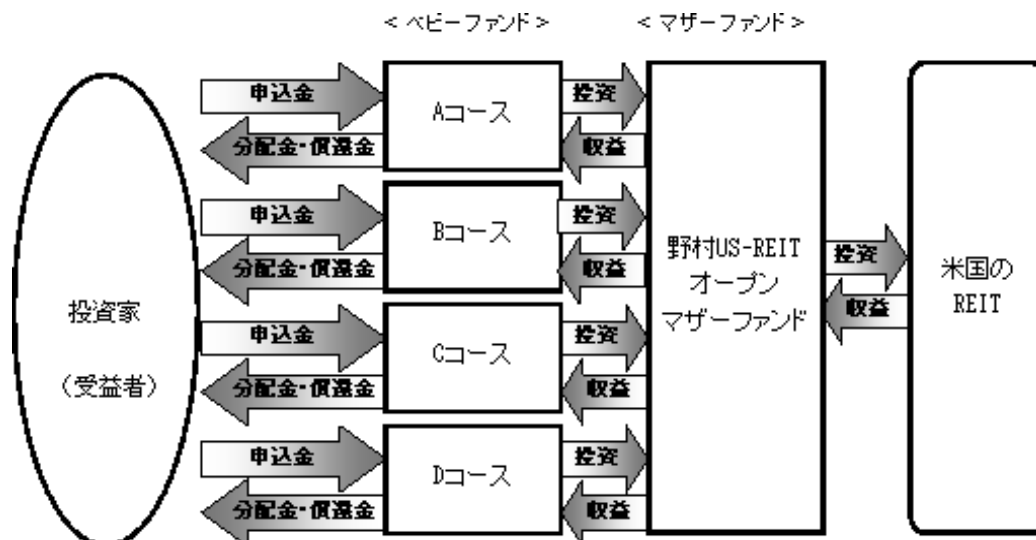 ＜ベビーファンド＞
＜マザーファンド＞
申込金
Aコース
投資
分配金・償還金
収益
申込金
Bコース
投資
分配金・償還金
収益
申込金
Cコース
投資
分配金・償還金
収益
申込金
Dコース
投資
分配金・償還金
収益
投資家
（受益者）
野村US-REIT
オープン
マザーファンド
投資
収益
米国の
REIT